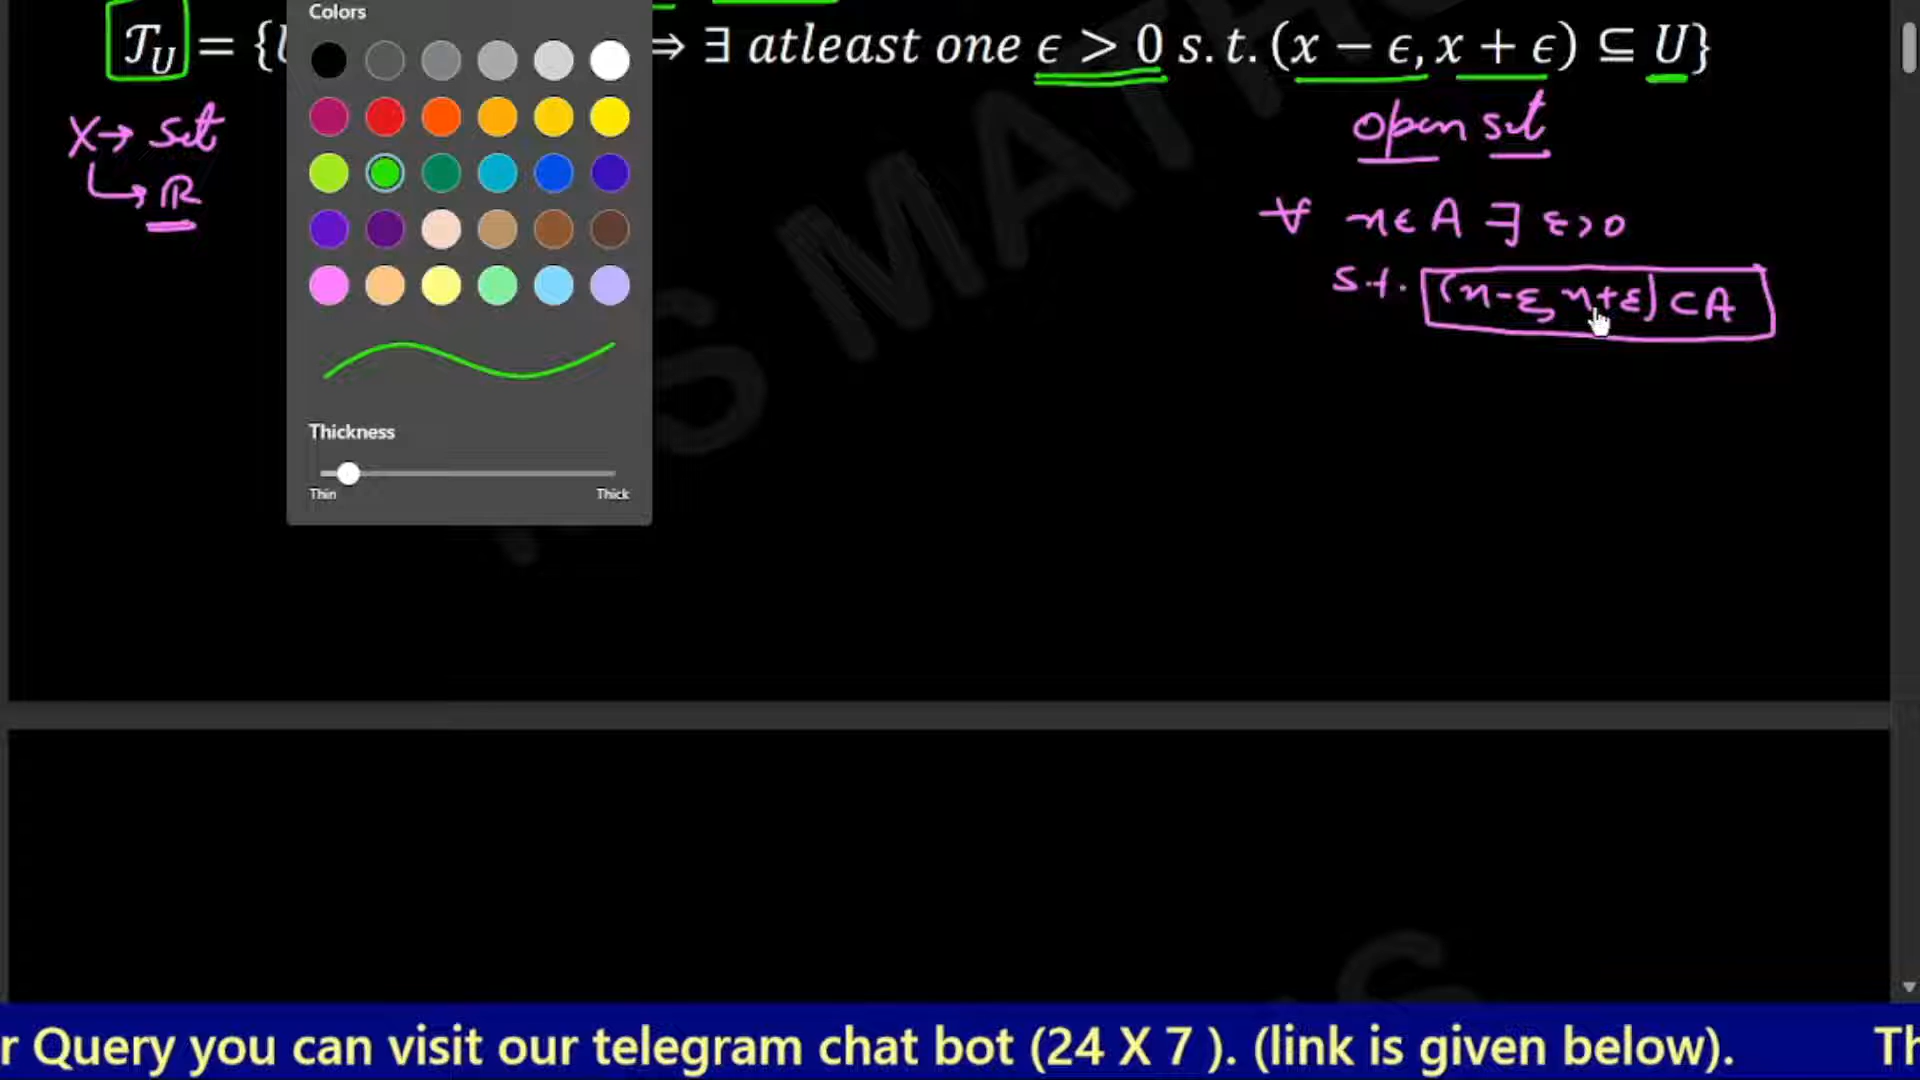 Colors
𝒯_U = {U ⇒ ∃ atleast one ϵ > 0 s.t.(x − ϵ, x + ϵ) ⊆ U}
X → Set
↳ ℝ
open set
∀ x ∈ A ∃ ε > 0
s.t. (x-ε, x+ε) ⊂ A
Thickness
Thin Thick
S MATH
S
r Query you can visit our telegram chat bot (24 X 7 ). (link is given below). Th